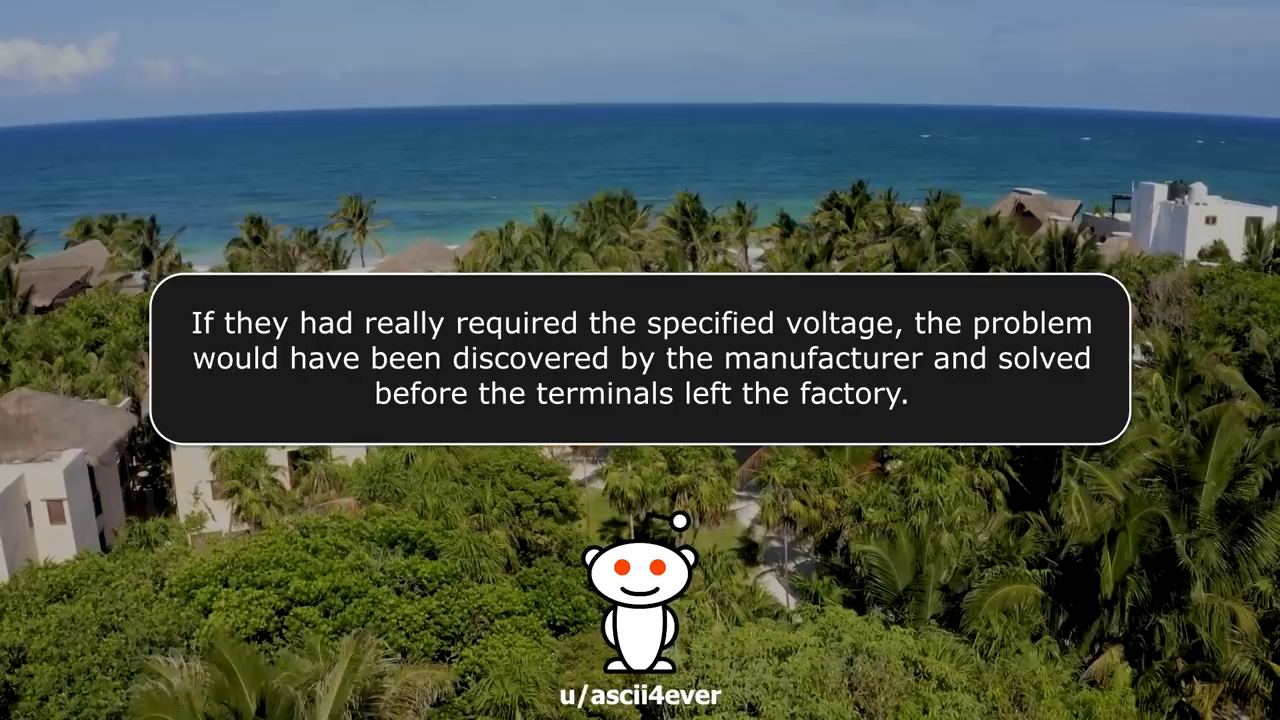 If they had really required the specified voltage, the problem
would have been discovered by the manufacturer and solved
before the terminals left the factory.
u/ascii4ever